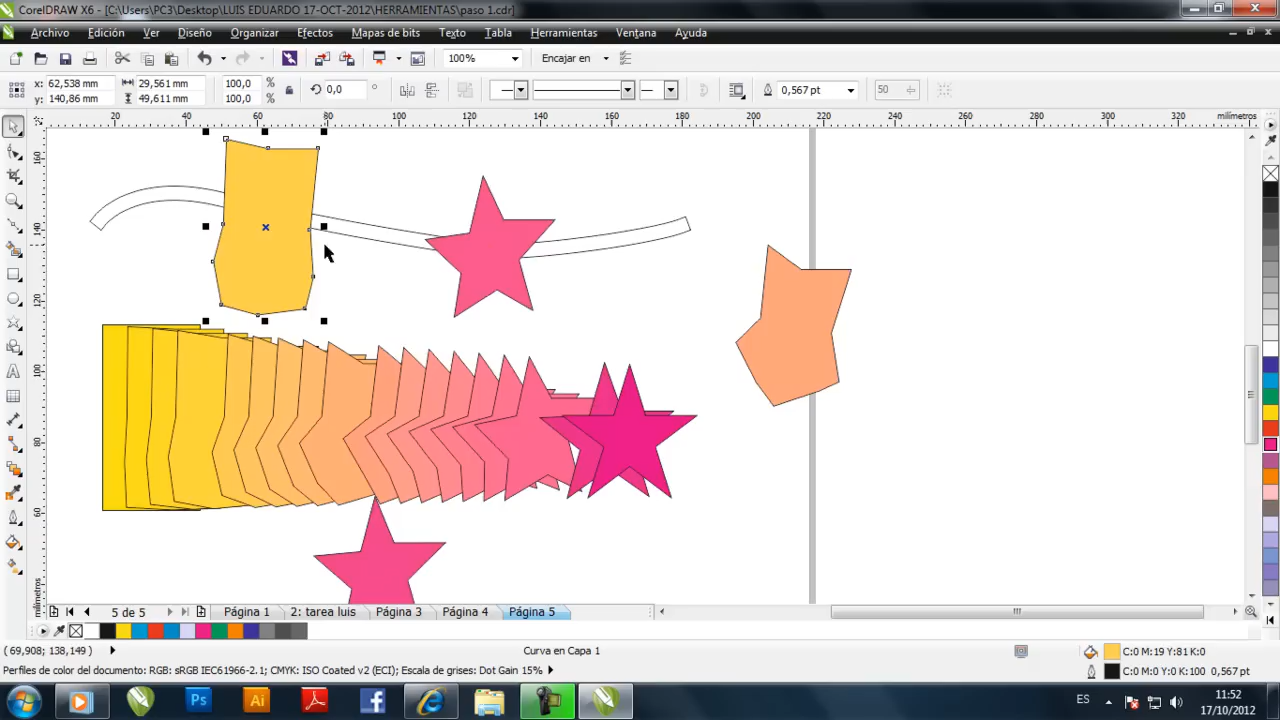 CorelDRAW X6 - [C:\Users\PC3\Desktop\LUIS EDUARDO 17-OCT-2012\HERRAMIENTAS\paso 1.cdr]
Archivo Edición Ver Diseño Organizar Efectos Mapas de bits Texto Tabla Herramientas Ventana Ayuda
100% Encajar en
x: 62,538 mm 29,561 mm 100,0 % 0,0 ° 0,567 pt 50
y: 140,86 mm 49,611 mm 100,0 %
20 40 60 80 100 120 140 160 180 200 220 240 260 280 300 320 milímetros
160
140
120
100
80
60
milímetros
5 de 5 Página 1 2: tarea luis Página 3 Página 4 Página 5
(69,908; 138,149) Curva en Capa 1 C:0 M:19 Y:81 K:0
Perfiles de color del documento: RGB: sRGB IEC61966-2.1; CMYK: ISO Coated v2 (ECI); Escala de grises: Dot Gain 15% C:0 M:0 Y:0 K:100 0,567 pt
Ps Ai ES 11:52
17/10/2012